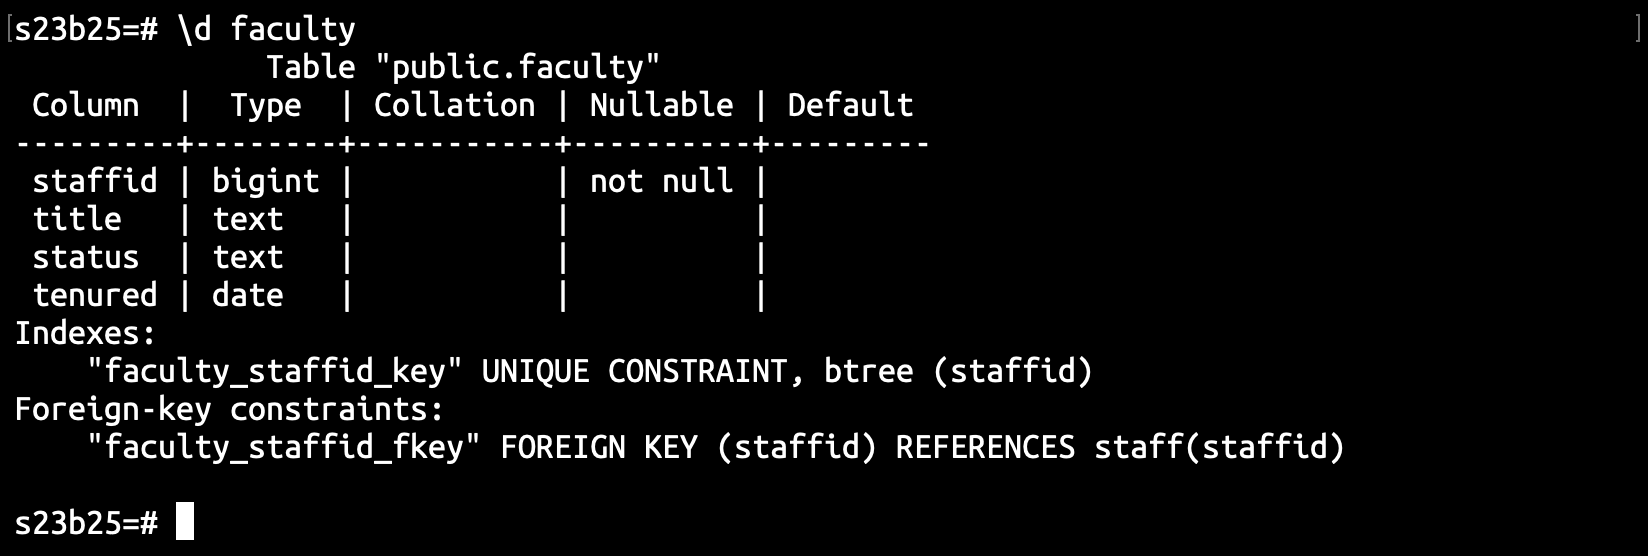 [s23b25=# \d faculty ]
Table "public.faculty"
Column | Type | Collation | Nullable | Default
---------+--------+-----------+----------+---------
staffid | bigint | | not null |
title | text | | |
status | text | | |
tenured | date | | |
Indexes:
"faculty_staffid_key" UNIQUE CONSTRAINT, btree (staffid)
Foreign-key constraints:
"faculty_staffid_fkey" FOREIGN KEY (staffid) REFERENCES staff(staffid)
s23b25=#